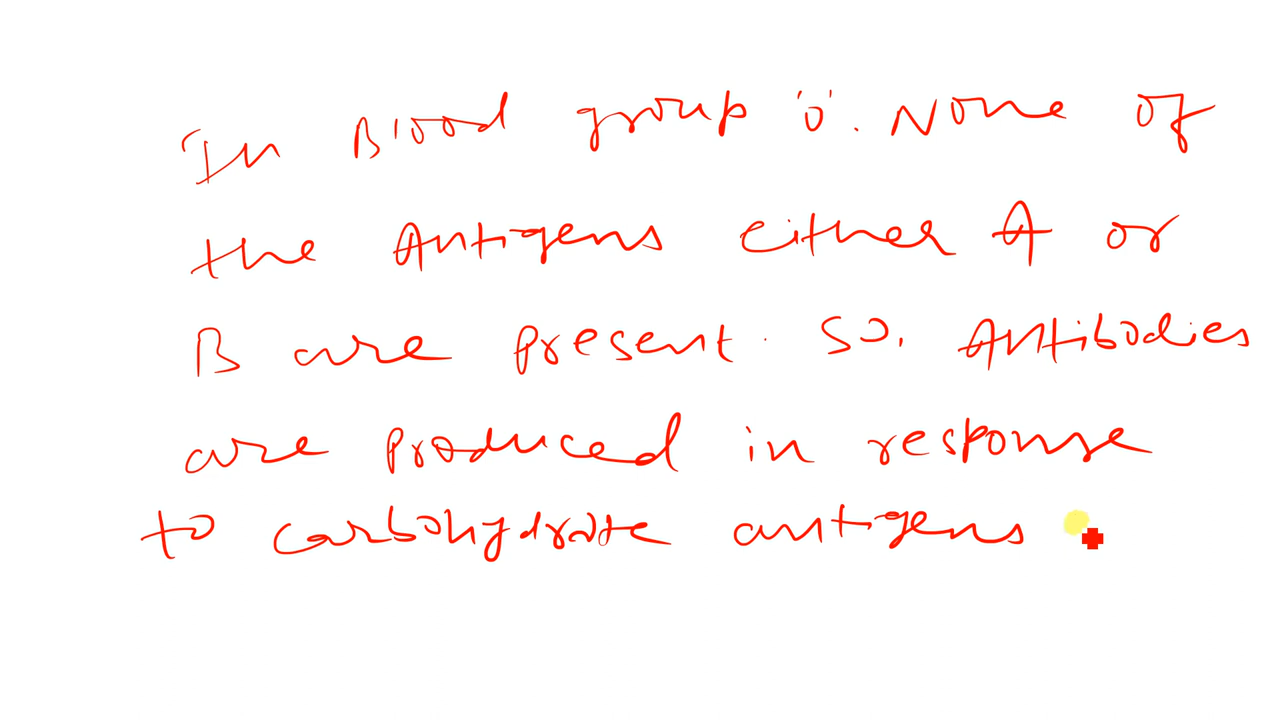 In Blood group 'O'. None of
the Antigens either A or
B are present. So, Antibodies
are produced in response
to carbohydrate antigens